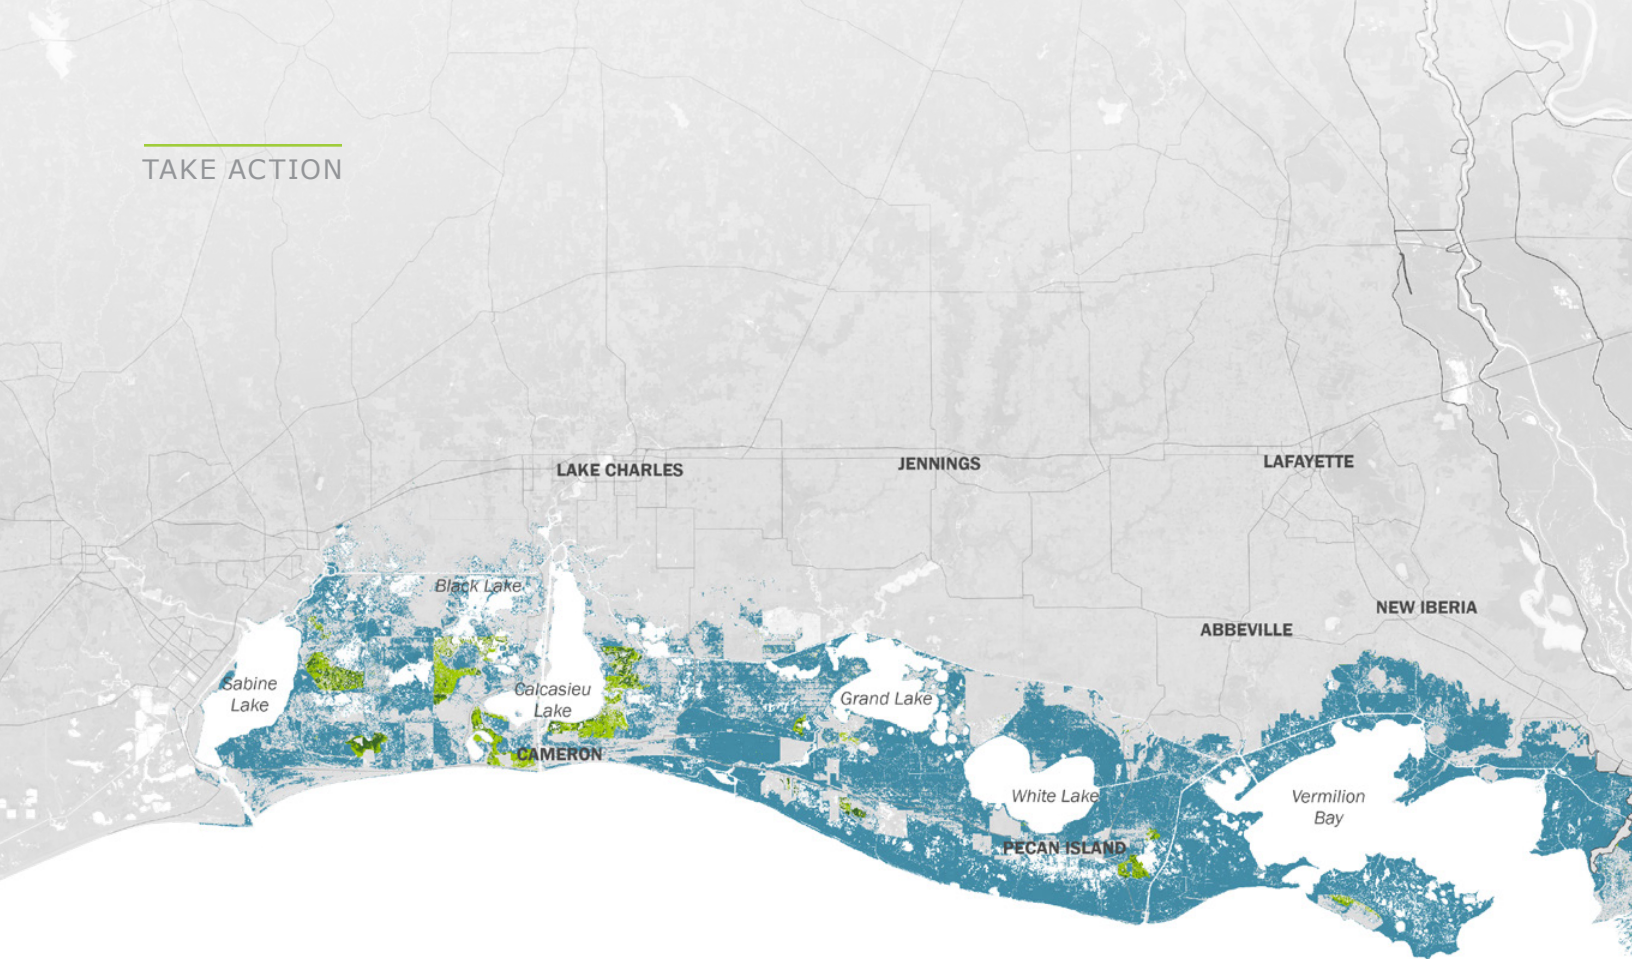 TAKE ACTION
LAKE CHARLES
JENNINGS
LAFAYETTE
Black Lake
NEW IBERIA
ABBEVILLE
Sabine
Lake
Calcasieu
Lake
Grand Lake
CAMERON
White Lake
Vermilion
Bay
PECAN ISLAND